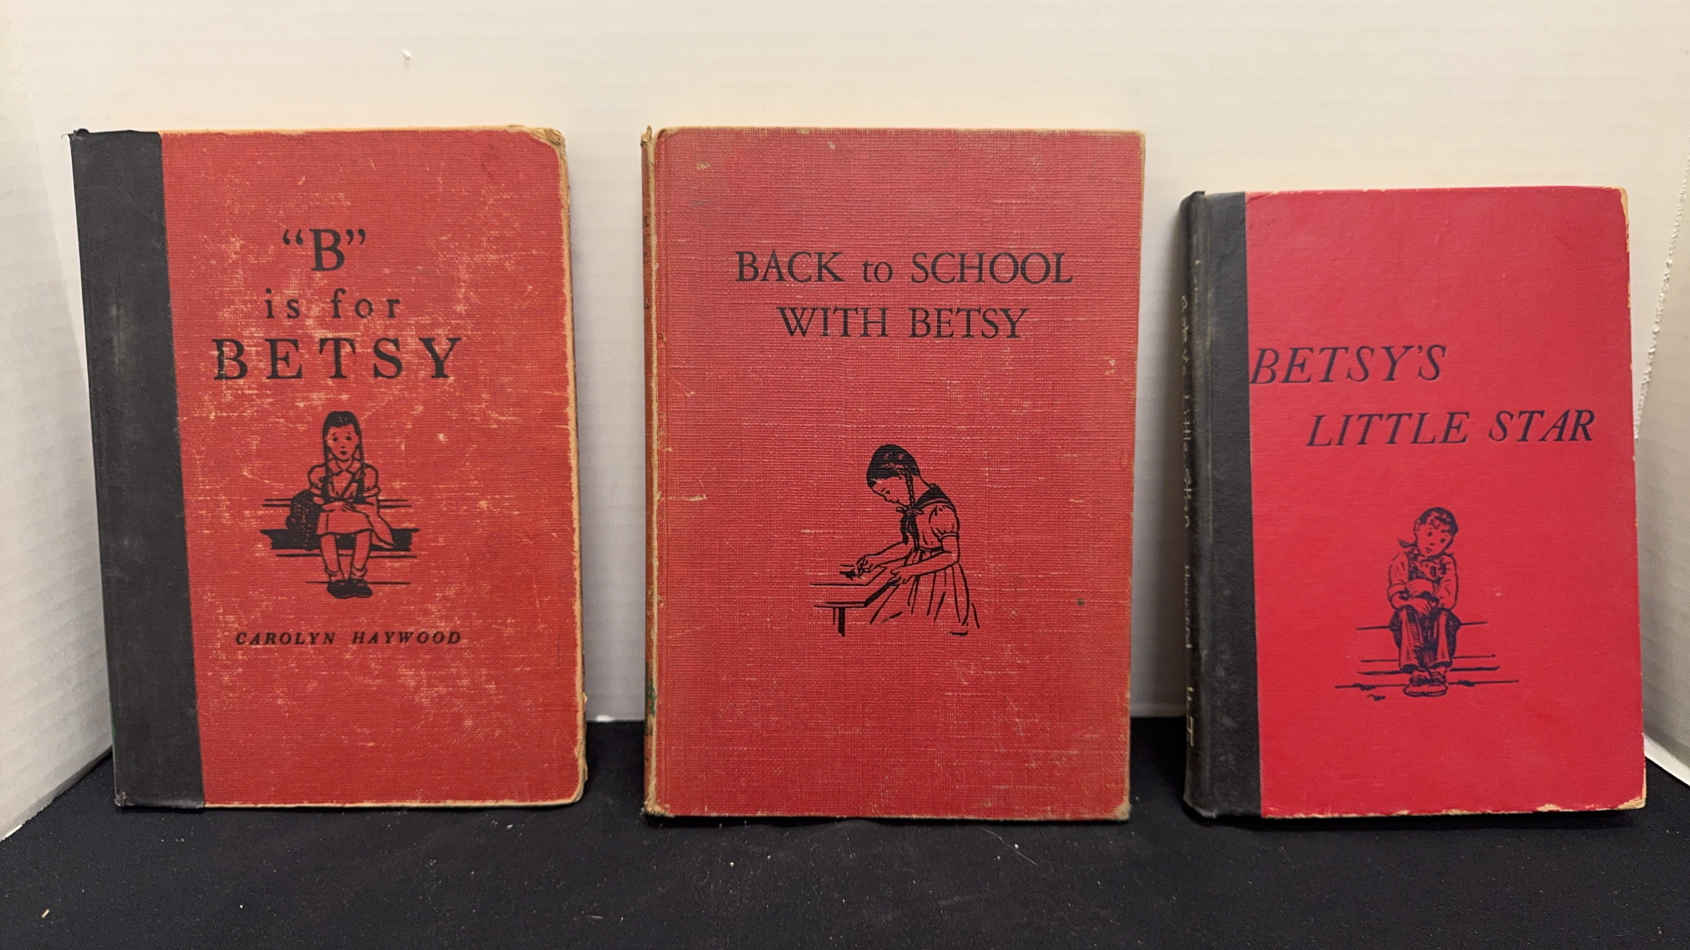 “B”
is for
BETSY
CAROLYN HAYWOOD
BACK to SCHOOL
WITH BETSY
BETSY'S
LITTLE STAR